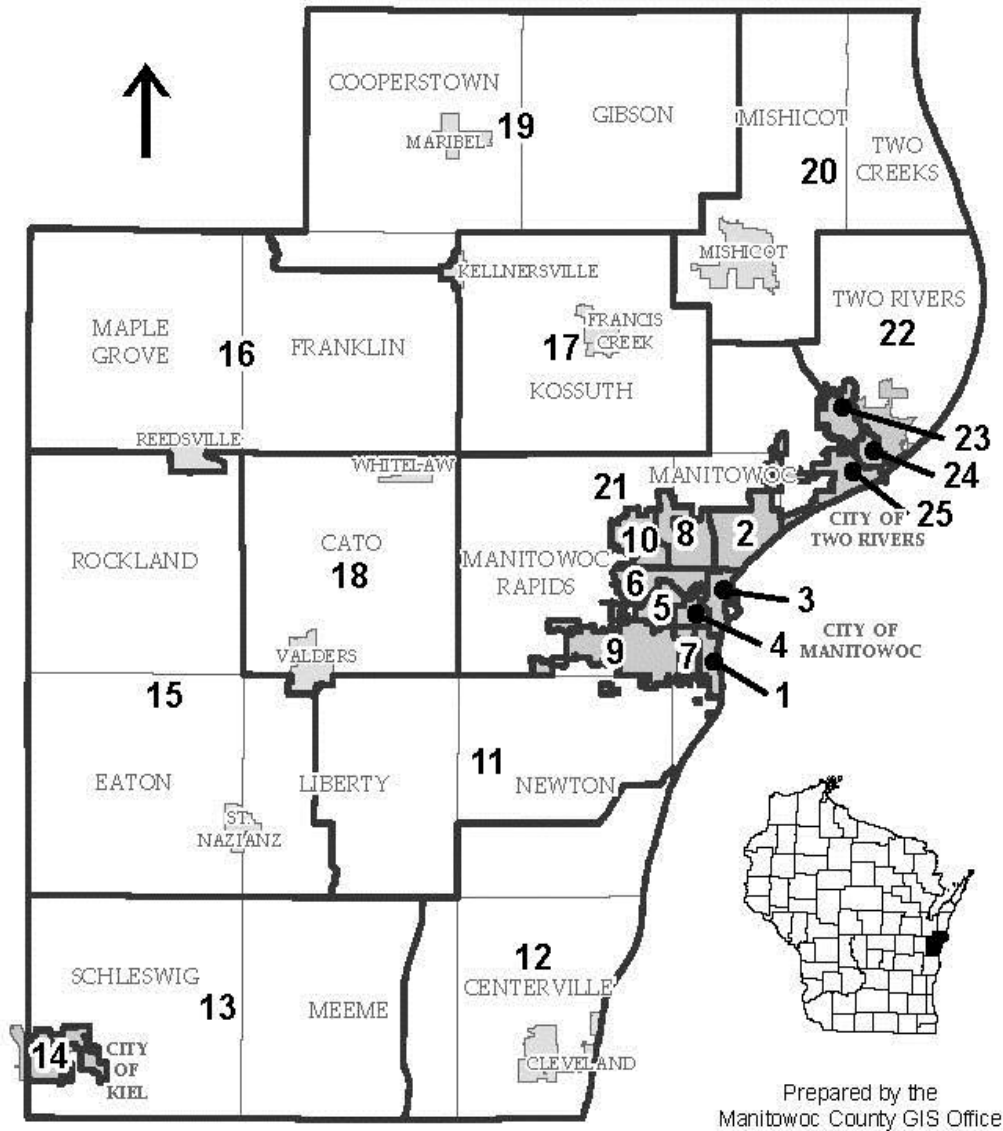 COOPERSTOWN
GIBSON
MISHICOT
19
MARIBEL
TWO
CREEKS
20
MISHICOT
KELLNERSVILLE
TWO RIVERS
MAPLE
GROVE
16
FRANKLIN
17
FRANCIS
CREEK
22
KOSSUTH
REEDSVILLE
23
WHITELAW
MANITOWOC
24
21
25
CITY OF
TWO RIVERS
ROCKLAND
CATO
18
MANITOWOC
RAPIDS
10
8
2
6
5
3
4
CITY OF
MANITOWOC
VALDERS
9
7
1
15
EATON
LIBERTY
11
NEWTON
ST.
NAZIANZ
SCHLESWIG
13
MEEME
12
CENTERVILLE
14
CITY
OF
KIEL
CLEVELAND
Prepared by the
Manitowoc County GIS Office